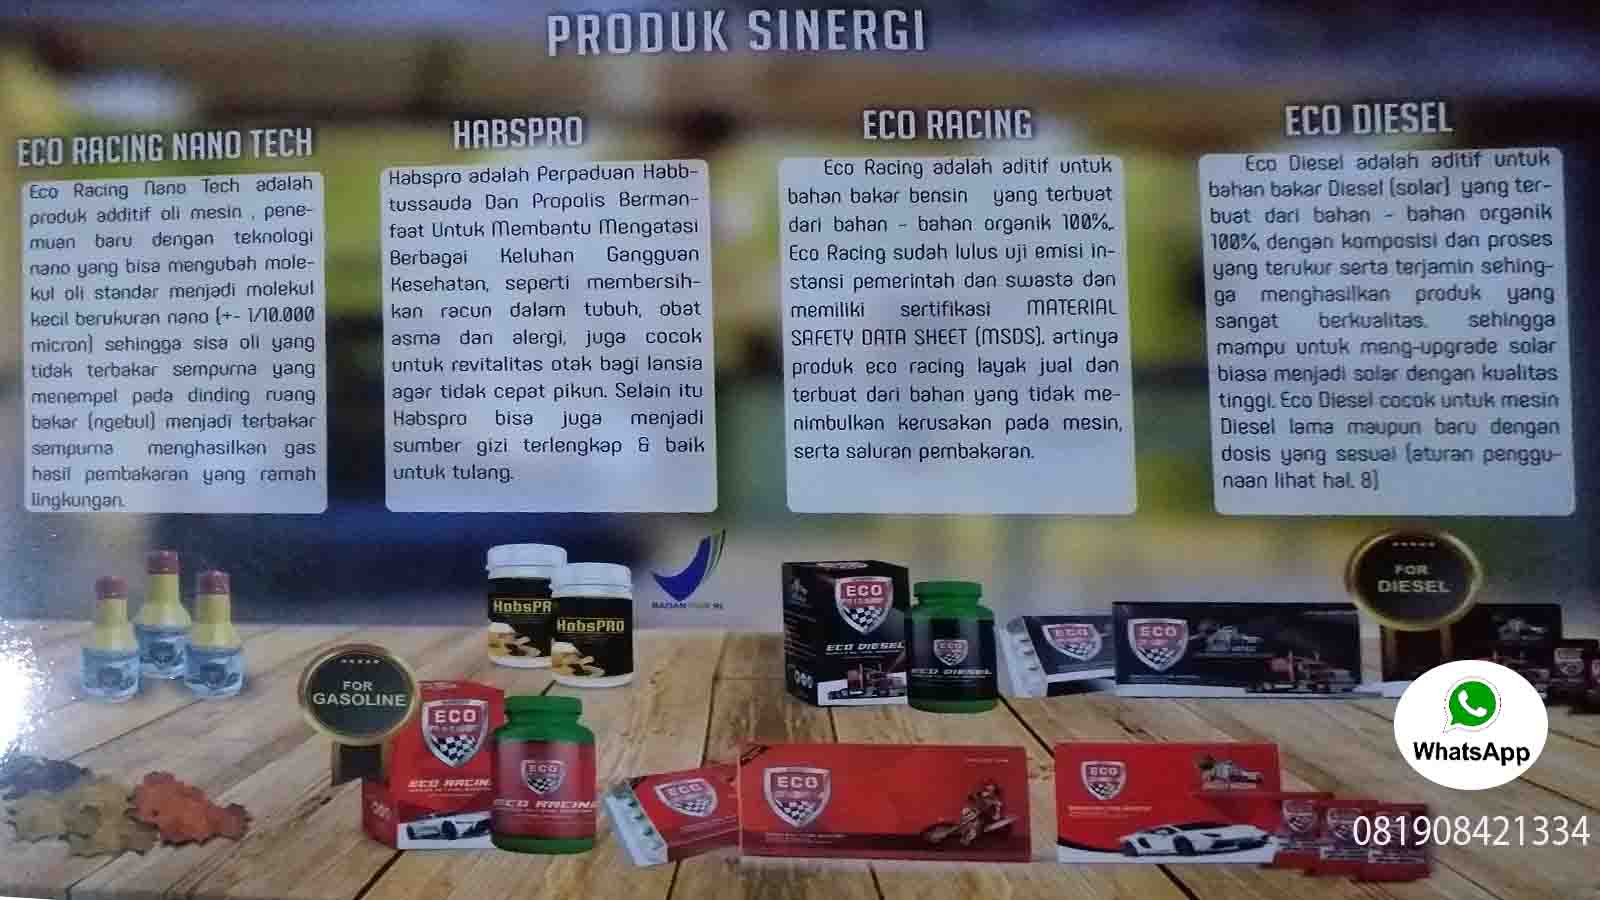 PRODUK SINERGI
ECO RACING NANO TECH
Eco Racing Nano Tech adalah
produk additif oli mesin , pene-
muan baru dengan teknologi
nano yang bisa mengubah mole-
kul oli standar menjadi molekul
kecil berukuran nano (+- 1/10.000
micron) sehingga sisa oli yang
tidak terbakar sempurna yang
menempel pada dinding ruang
bakar (ngebul) menjadi terbakar
sempurna menghasilkan gas
hasil pembakaran yang ramah
lingkungan.
HABSPRO
Habspro adalah Perpaduan Habb-
tussauda Dan Propolis Berman-
faat Untuk Membantu Mengatasi
Berbagai Keluhan Gangguan
Kesehatan, seperti membersih-
kan racun dalam tubuh, obat
asma dan alergi, juga cocok
untuk revitalitas otak bagi lansia
agar tidak cepat pikun. Selain itu
Habspro bisa juga menjadi
sumber gizi terlengkap & baik
untuk tulang.
ECO RACING
Eco Racing adalah aditif untuk
bahan bakar bensin yang terbuat
dari bahan - bahan organik 100%,.
Eco Racing sudah lulus uji emisi in-
stansi pemerintah dan swasta dan
memiliki sertifikasi MATERIAL
SAFETY DATA SHEET (MSDS), artinya
produk eco racing layak jual dan
terbuat dari bahan yang tidak me-
nimbulkan kerusakan pada mesin,
serta saluran pembakaran.
ECO DIESEL
Eco Diesel adalah aditif untuk
bahan bakar Diesel (solar) yang ter-
buat dari bahan - bahan organik
100%, dengan komposisi dan proses
yang terukur serta terjamin sehing-
ga menghasilkan produk yang
sangat berkualitas. sehingga
mampu untuk meng-upgrade solar
biasa menjadi solar dengan kualitas
tinggi. Eco Diesel cocok untuk mesin
Diesel lama maupun baru dengan
dosis yang sesuai (aturan penggu-
naan lihat hal. 8)
HabsPR
HabsPRO
BADAN POM RI
FOR
GASOLINE
ECO
ECO RACING
ECO
ECO RACING
ECO
ECO
ECO
ECO
ECO DIESEL
ECO DIESEL
ECO
ECO
FOR
DIESEL
WhatsApp
081908421334